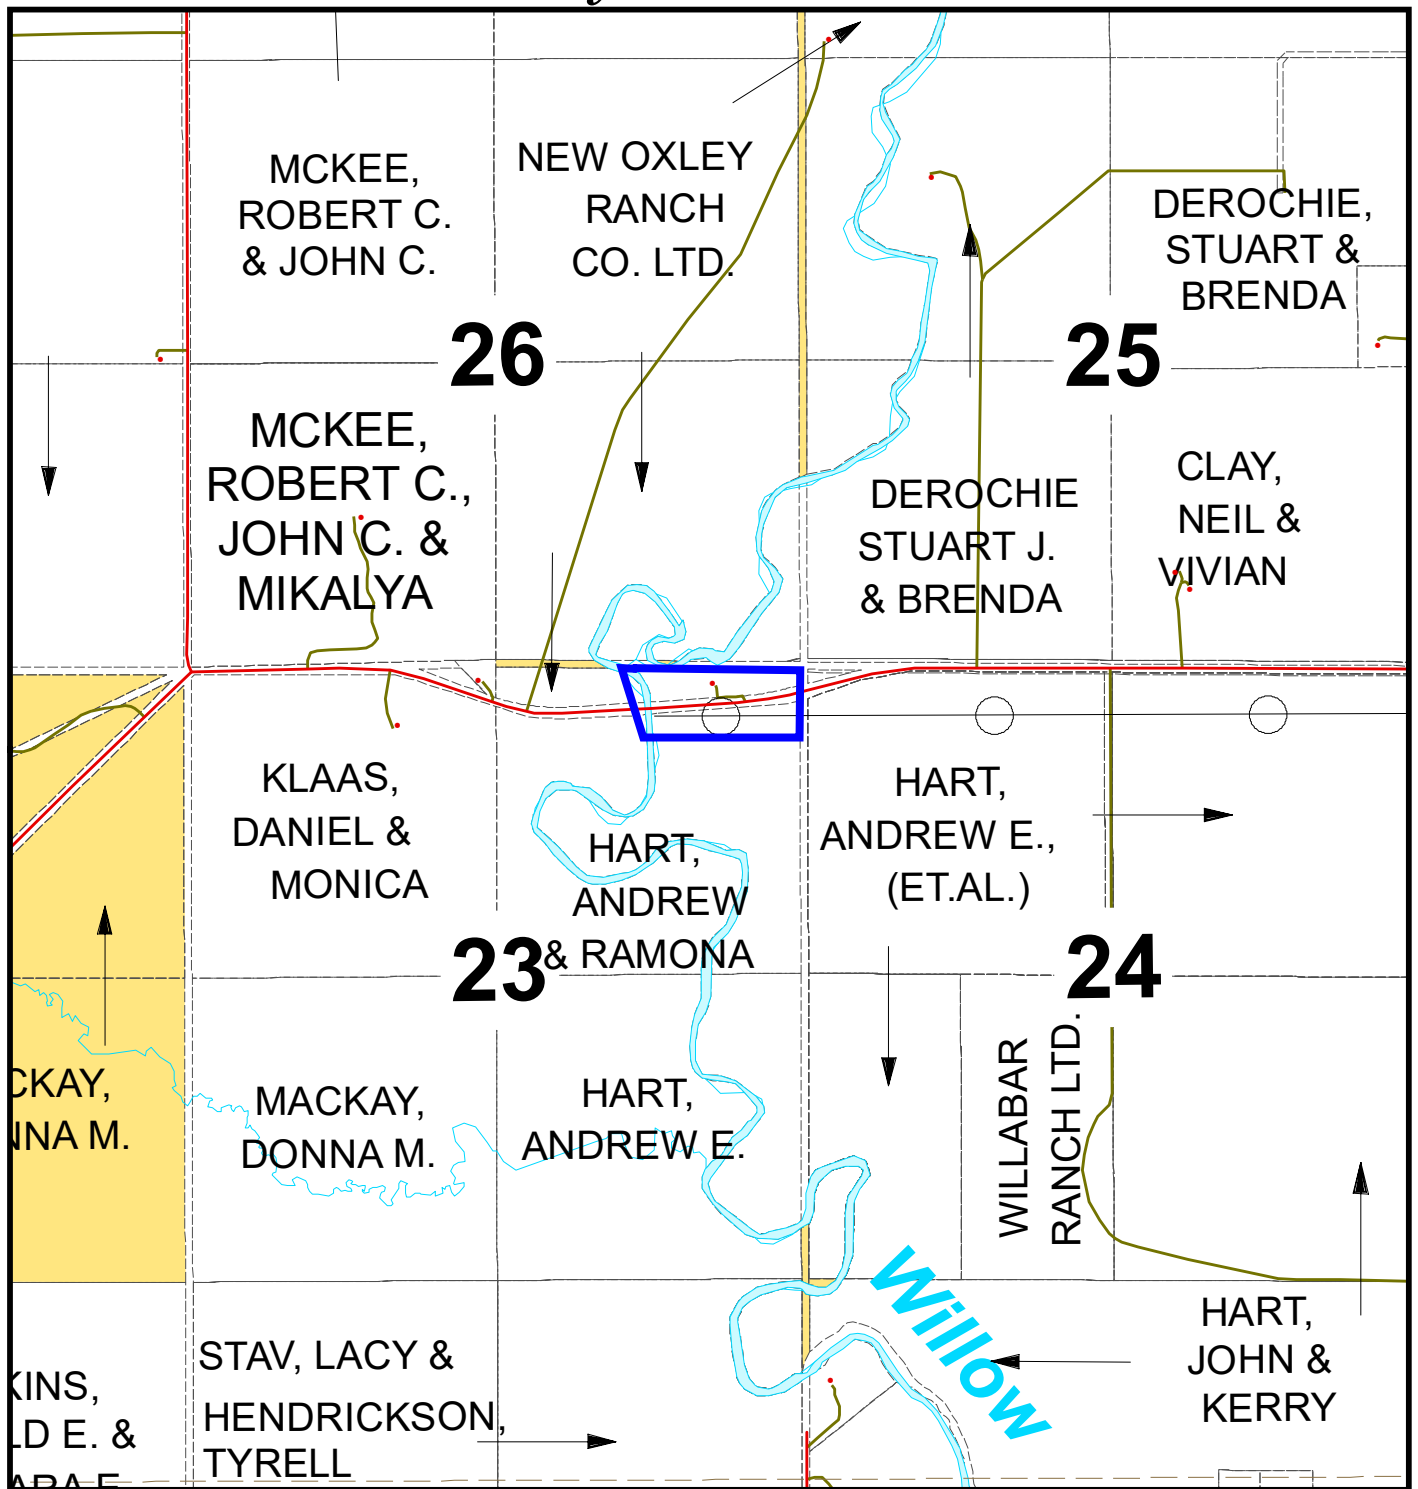 MCKEE,
ROBERT C.
& JOHN C.
NEW OXLEY
RANCH
CO. LTD.
DEROCHIE,
STUART &
BRENDA
26
25
MCKEE,
ROBERT C.,
JOHN C. &
MIKALYA
DEROCHIE
STUART J.
& BRENDA
CLAY,
NEIL &
VIVIAN
KLAAS,
DANIEL &
MONICA
HART,
ANDREW
& RAMONA
HART,
ANDREW E.,
(ET.AL.)
23
24
CKAY,
NNA M.
MACKAY,
DONNA M.
HART,
ANDREW E.
WILLABAR
RANCH LTD.
Willow
STAV, LACY &
HENDRICKSON,
TYRELL
HART,
JOHN &
KERRY
KINS,
LD E. &